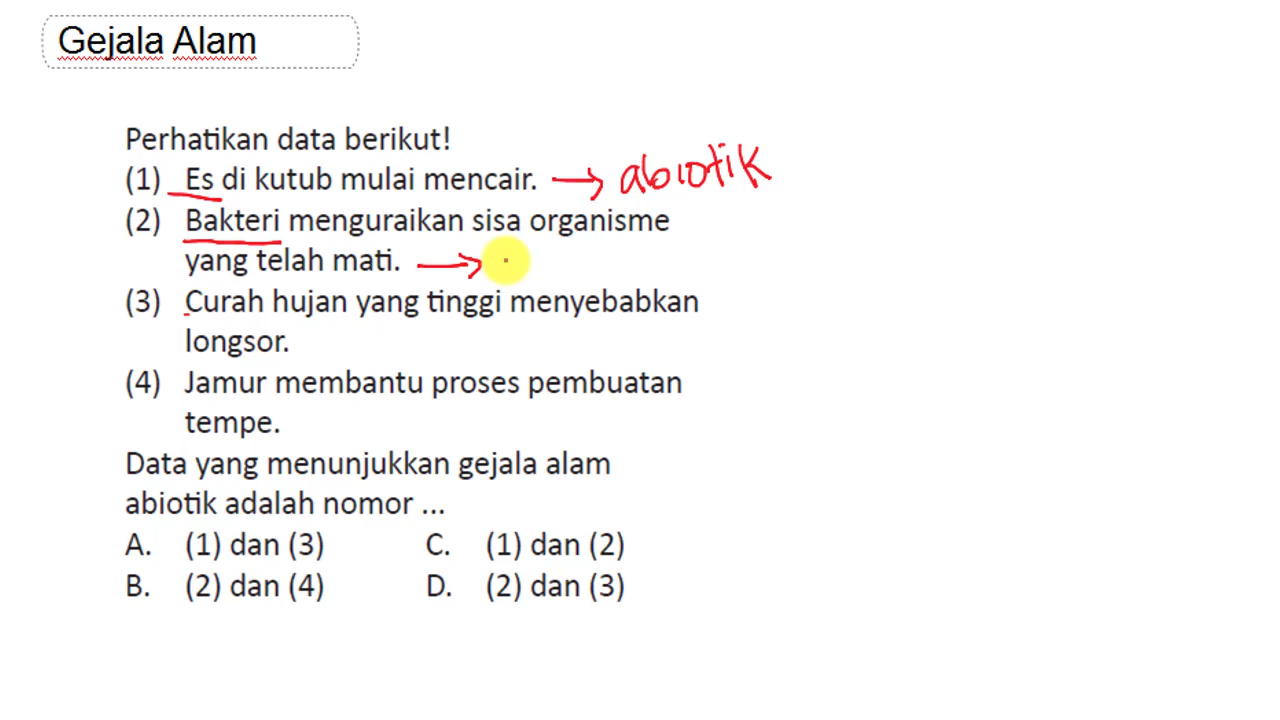 Gejala Alam
Perhatikan data berikut!
(1) Es di kutub mulai mencair. → abiotik
(2) Bakteri menguraikan sisa organisme
yang telah mati. →
(3) Curah hujan yang tinggi menyebabkan
longsor.
(4) Jamur membantu proses pembuatan
tempe.
Data yang menunjukkan gejala alam
abiotik adalah nomor ...
A. (1) dan (3) C. (1) dan (2)
B. (2) dan (4) D. (2) dan (3)